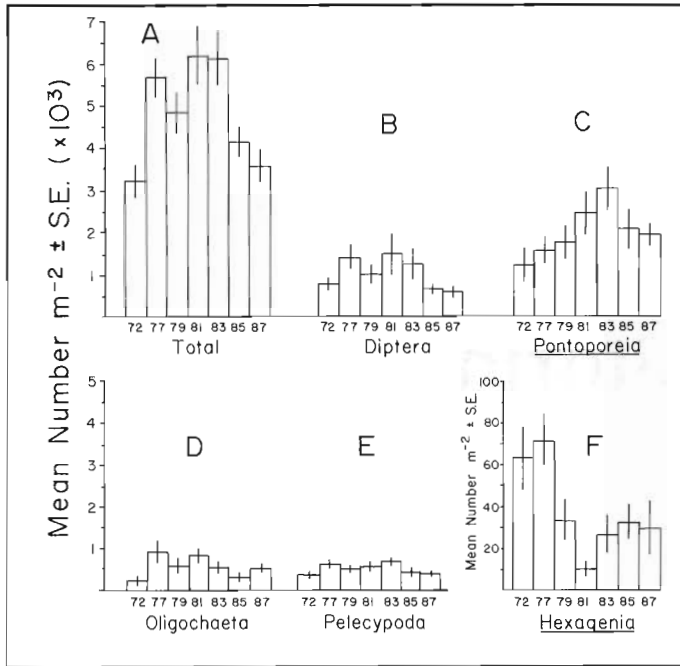 Mean Number m⁻² ± S.E. (×10³)
A
7
6
5
4
3
2
1
72 77 79 81 83 85 87
Total
B
72 77 79 81 83 85 87
Diptera
C
72 77 79 81 83 85 87
Pontoporeia
D
5
4
3
2
1
72 77 79 81 83 85 87
Oligochaeta
E
72 77 79 81 83 85 87
Pelecypoda
Mean Number m⁻² ± S.E.
F
100
80
60
40
20
72 77 79 81 83 85 87
Hexagenia